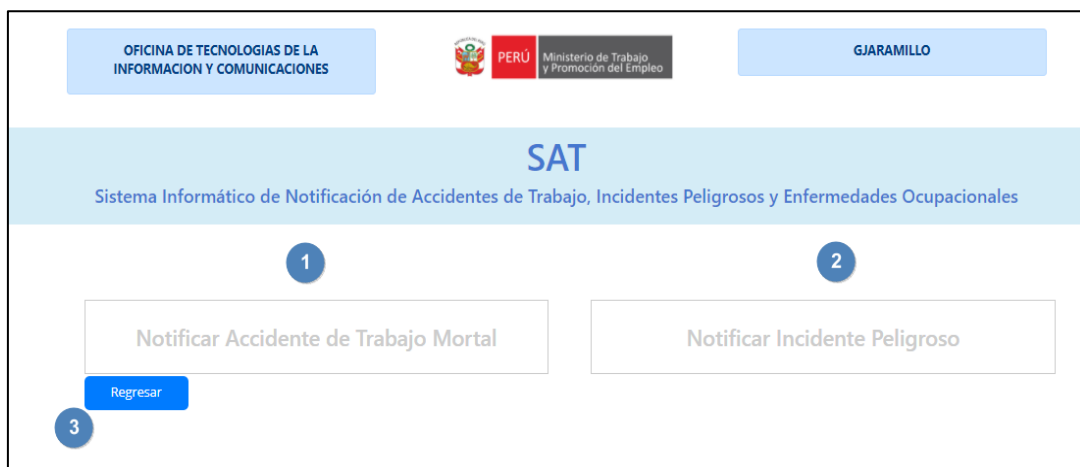 OFICINA DE TECNOLOGIAS DE LA
INFORMACION Y COMUNICACIONES
PERÚ
Ministerio de Trabajo
y Promoción del Empleo
GJARAMILLO
SAT
Sistema Informático de Notificación de Accidentes de Trabajo, Incidentes Peligrosos y Enfermedades Ocupacionales
1
2
Notificar Accidente de Trabajo Mortal
Notificar Incidente Peligroso
Regresar
3